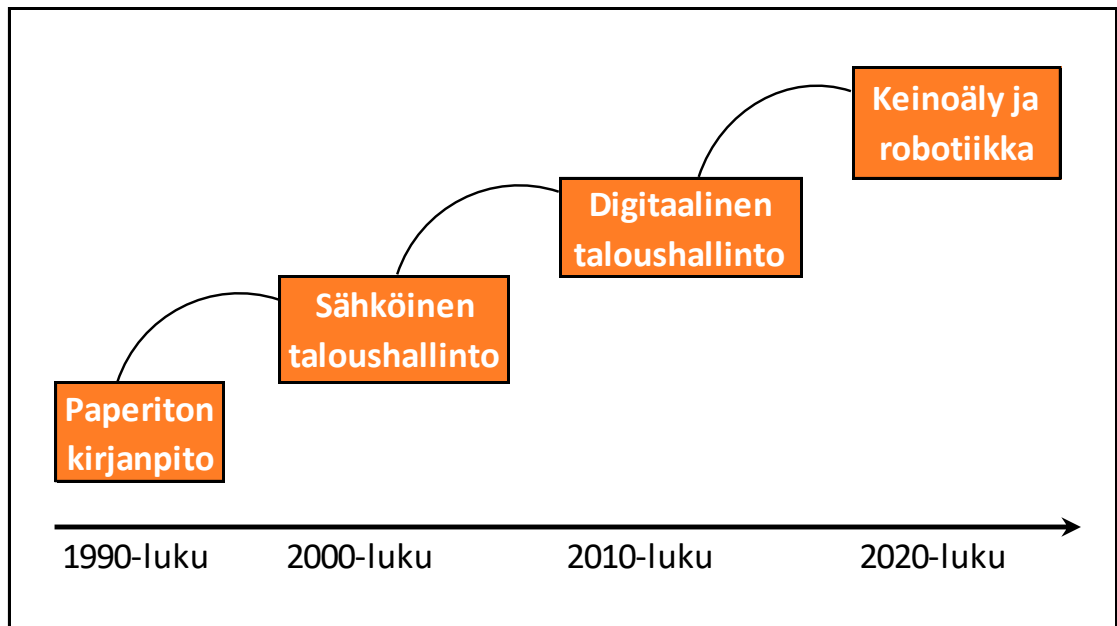 Paperiton
kirjanpito
Sähköinen
taloushallinto
Digitaalinen
taloushallinto
Keinoäly ja
robotiikka
1990-luku
2000-luku
2010-luku
2020-luku